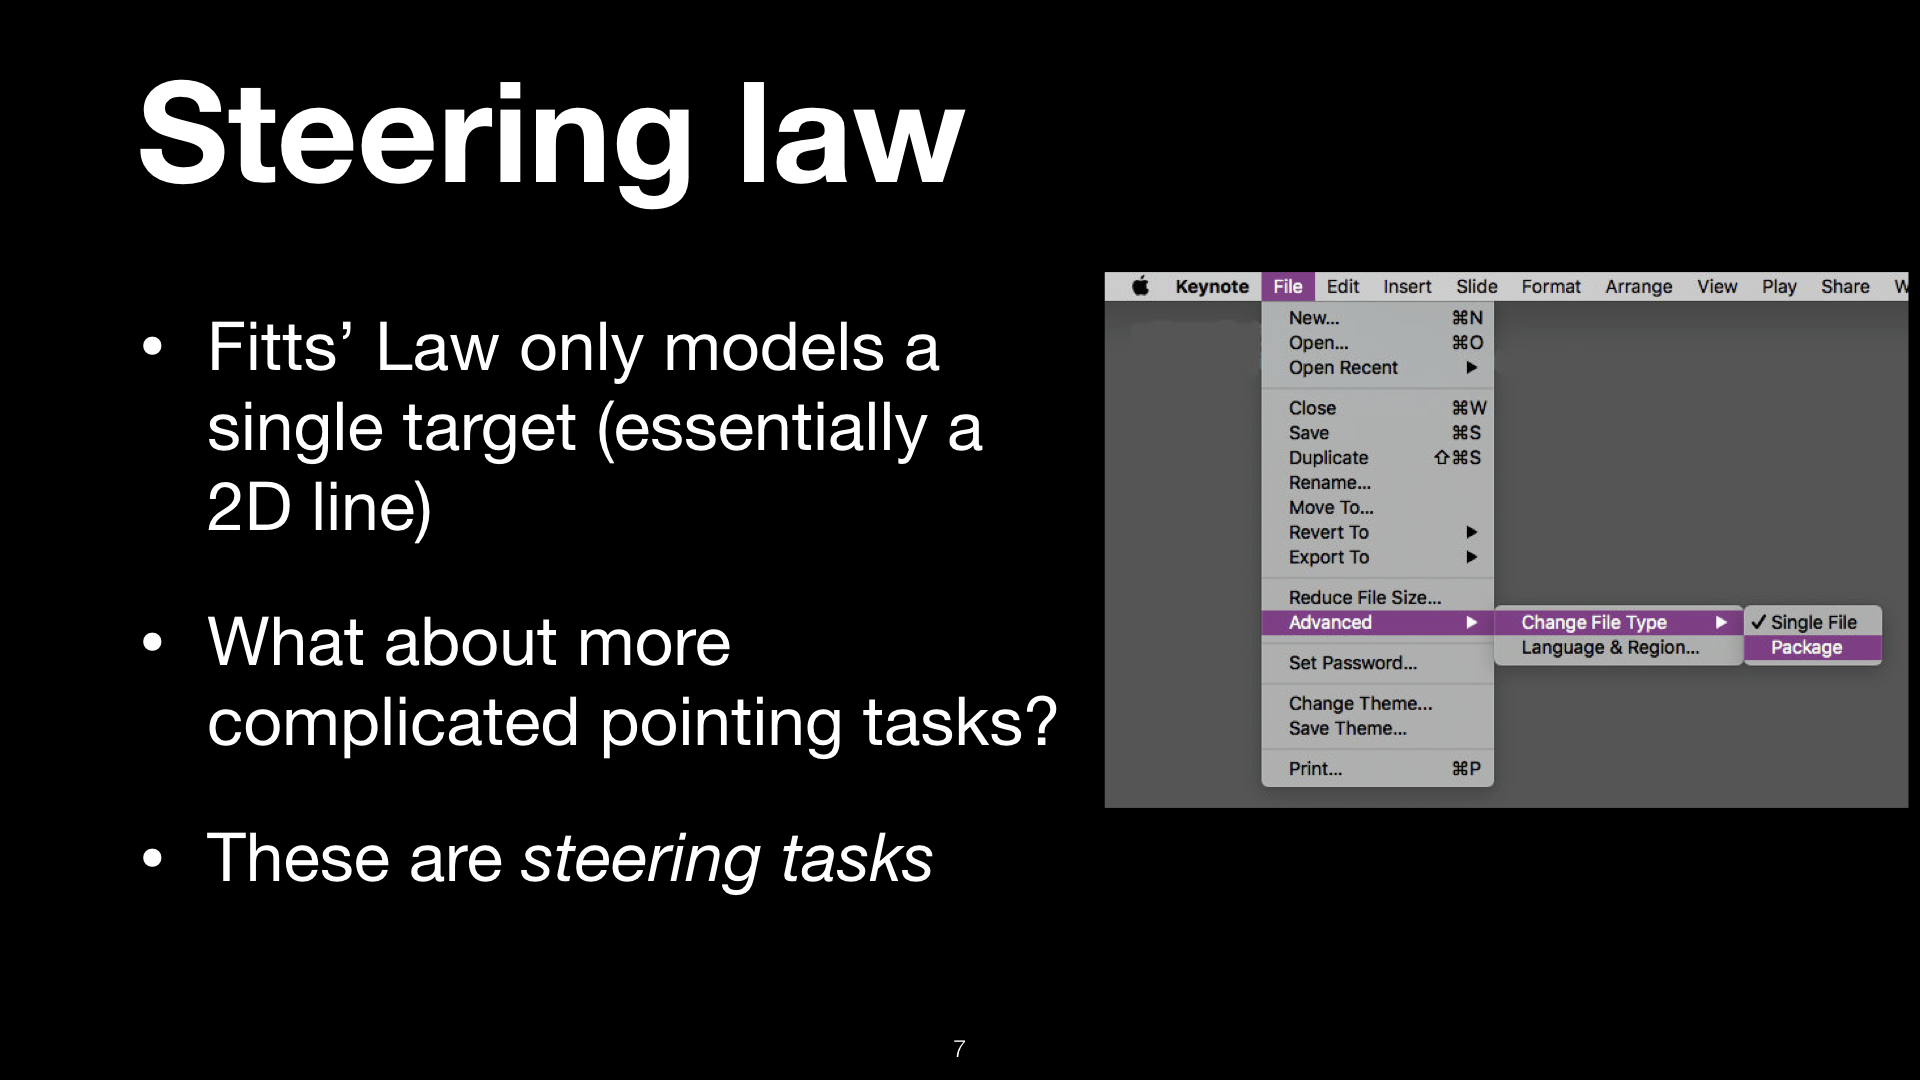 Steering law
• Fitts’ Law only models a
single target (essentially a
2D line)
• What about more
complicated pointing tasks?
• These are steering tasks
Keynote File Edit Insert Slide Format Arrange View Play Share W
New... ⌘N
Open... ⌘O
Open Recent ▶
Close ⌘W
Save ⌘S
Duplicate ⇧⌘S
Rename...
Move To...
Revert To ▶
Export To ▶
Reduce File Size...
Advanced ▶ Change File Type ▶ ✓ Single File
Language & Region... Package
Set Password...
Change Theme...
Save Theme...
Print... ⌘P
7